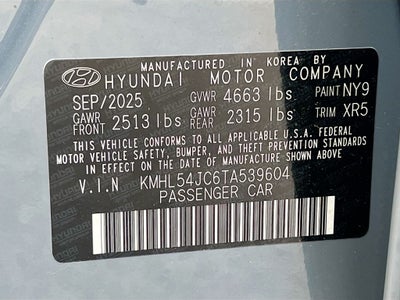 MANUFACTURED IN KOREA BY
HYUNDAI MOTOR COMPANY
SEP/2025 GVWR 4663 lbs PAINT NY9
GAWR FRONT 2513 lbs GAWR REAR 2315 lbs TRIM XR5
THIS VEHICLE CONFORMS TO ALL APPLICABLE U.S.A. FEDERAL
MOTOR VEHICLE SAFETY, BUMPER, AND THEFT PREVENTION STANDARDS
IN EFFECT ON THE DATE OF MANUFACTURE SHOWN ABOVE.
V.I.N KMHL54JC6TA539604
PASSENGER CAR